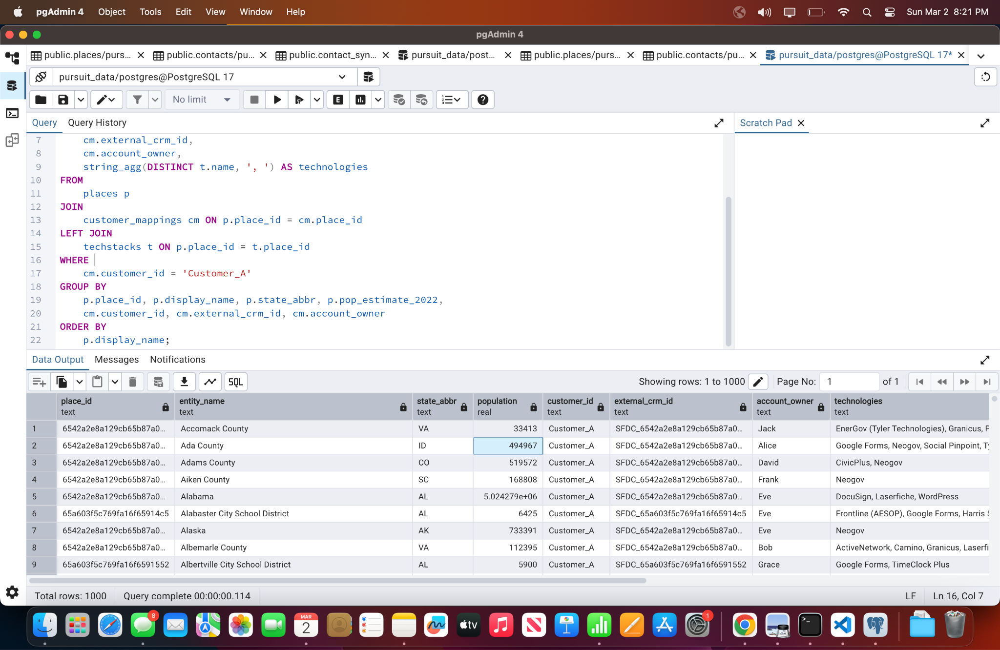 pgAdmin 4 Object Tools Edit View Window Help Sun Mar 2 8:21 PM
pgAdmin 4
public.places/purs... public.contacts/pu... public.contact_syn... pursuit_data/post... public.places/purs... public.contacts/pu... pursuit_data/postgres@PostgreSQL 17*
pursuit_data/postgres@PostgreSQL 17
No limit E
Query Query History Scratch Pad
7 cm.external_crm_id,
8 cm.account_owner,
9 string_agg(DISTINCT t.name, ', ') AS technologies
10 FROM
11 places p
12 JOIN
13 customer_mappings cm ON p.place_id = cm.place_id
14 LEFT JOIN
15 techstacks t ON p.place_id = t.place_id
16 WHERE
17 cm.customer_id = 'Customer_A'
18 GROUP BY
19 p.place_id, p.display_name, p.state_abbr, p.pop_estimate_2022,
20 cm.customer_id, cm.external_crm_id, cm.account_owner
21 ORDER BY
22 p.display_name;
Data Output Messages Notifications
SQL Showing rows: 1 to 1000 Page No: 1 of 1
place_id entity_name state_abbr population customer_id external_crm_id account_owner technologies
text text text real text text text text
1 6542a2e8a129cb65b87a0... Accomack County VA 33413 Customer_A SFDC_6542a2e8a129cb65b87a0... Jack EnerGov (Tyler Technologies), Granicus, P
2 6542a2e8a129cb65b87a0... Ada County ID 494967 Customer_A SFDC_6542a2e8a129cb65b87a0... Alice Google Forms, Neogov, Social Pinpoint, Ty
3 6542a2e8a129cb65b87a0... Adams County CO 519572 Customer_A SFDC_6542a2e8a129cb65b87a0... David CivicPlus, Neogov
4 6542a2e8a129cb65b87a0... Aiken County SC 168808 Customer_A SFDC_6542a2e8a129cb65b87a0... Frank Neogov
5 6542a2e8a129cb65b87a0... Alabama AL 5.024279e+06 Customer_A SFDC_6542a2e8a129cb65b87a0... Eve DocuSign, Laserfiche, WordPress
6 65a603f5c769fa16f65914c5 Alabaster City School District AL 6425 Customer_A SFDC_65a603f5c769fa16f65914c5 Eve Frontline (AESOP), Google Forms, Harris S
7 6542a2e8a129cb65b87a0... Alaska AK 733391 Customer_A SFDC_6542a2e8a129cb65b87a0... Eve Neogov
8 6542a2e8a129cb65b87a0... Albemarle County VA 112395 Customer_A SFDC_6542a2e8a129cb65b87a0... Bob ActiveNetwork, Camino, Granicus, Laserfi
9 65a603f5c769fa16f6591552 Albertville City School District AL 5900 Customer_A SFDC_65a603f5c769fa16f6591552 Grace Google Forms, TimeClock Plus
Total rows: 1000 Query complete 00:00:00.114 LF Ln 16, Col 7
8 MAR 2 tv 1